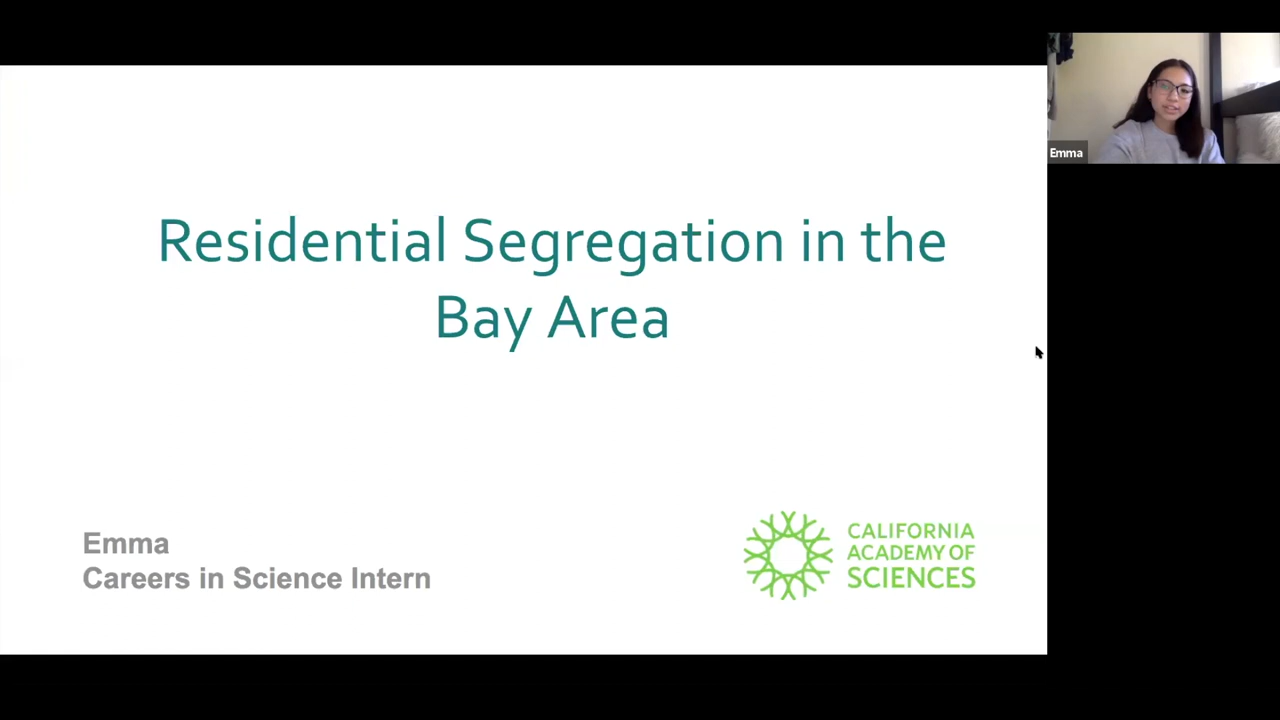 Residential Segregation in the
Bay Area
Emma
Careers in Science Intern
CALIFORNIA
ACADEMY OF
SCIENCES
Emma